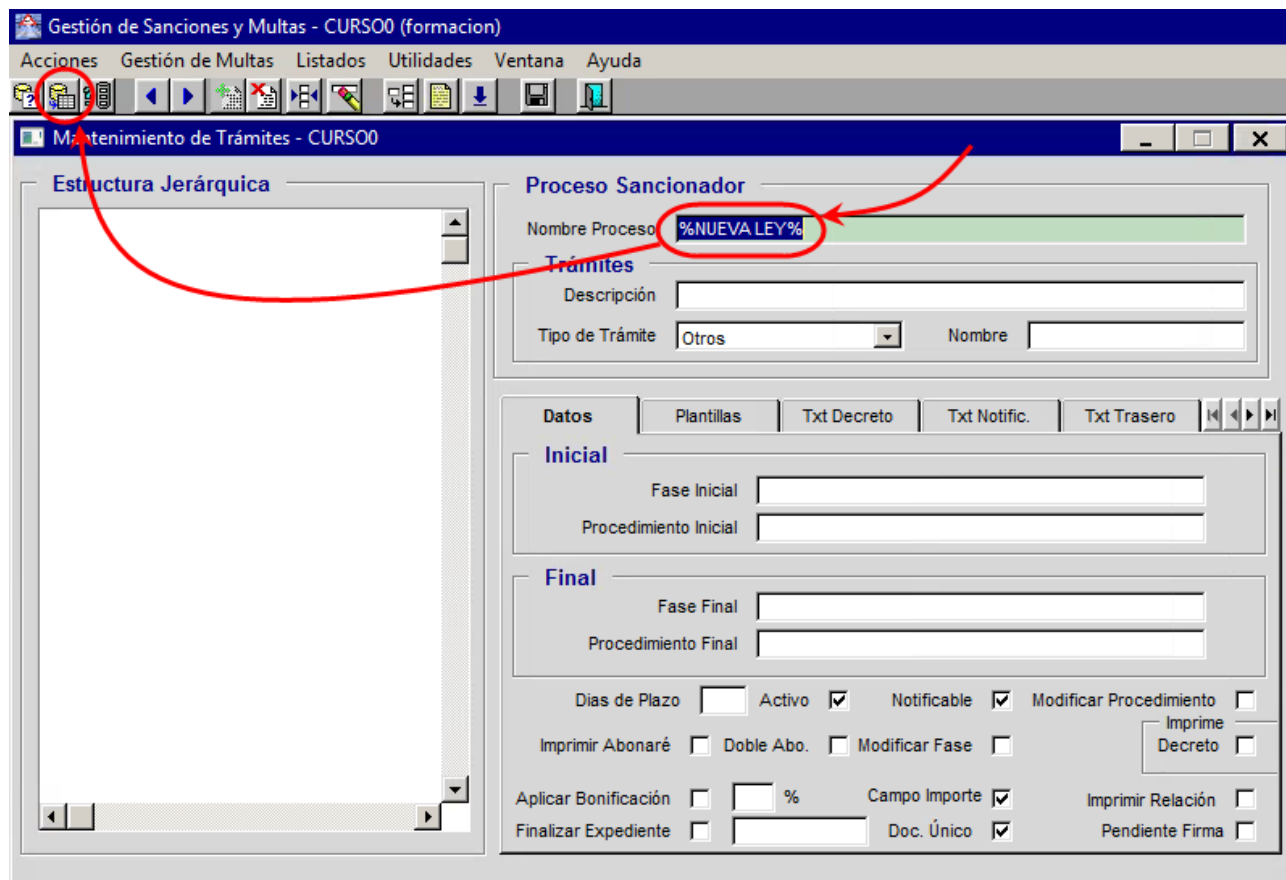 Gestión de Sanciones y Multas - CURSO0 (formacion)
Acciones Gestión de Multas Listados Utilidades Ventana Ayuda
Mantenimiento de Trámites - CURSO0
Estructura Jerárquica
Proceso Sancionador
Nombre Proceso %NUEVA LEY%
Trámites
Descripción
Tipo de Trámite Otros Nombre
Datos Plantillas Txt Decreto Txt Notific. Txt Trasero
Inicial
Fase Inicial
Procedimiento Inicial
Final
Fase Final
Procedimiento Final
Dias de Plazo Activo Notificable Modificar Procedimiento
Imprime
Imprimir Abonaré Doble Abo. Modificar Fase Decreto
Aplicar Bonificación % Campo Importe Imprimir Relación
Finalizar Expediente Doc. Único Pendiente Firma